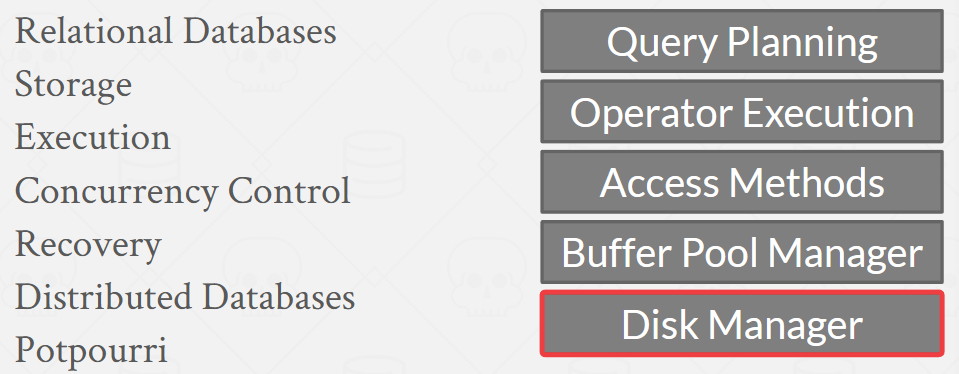 Relational Databases
Storage
Execution
Concurrency Control
Recovery
Distributed Databases
Potpourri
Query Planning
Operator Execution
Access Methods
Buffer Pool Manager
Disk Manager